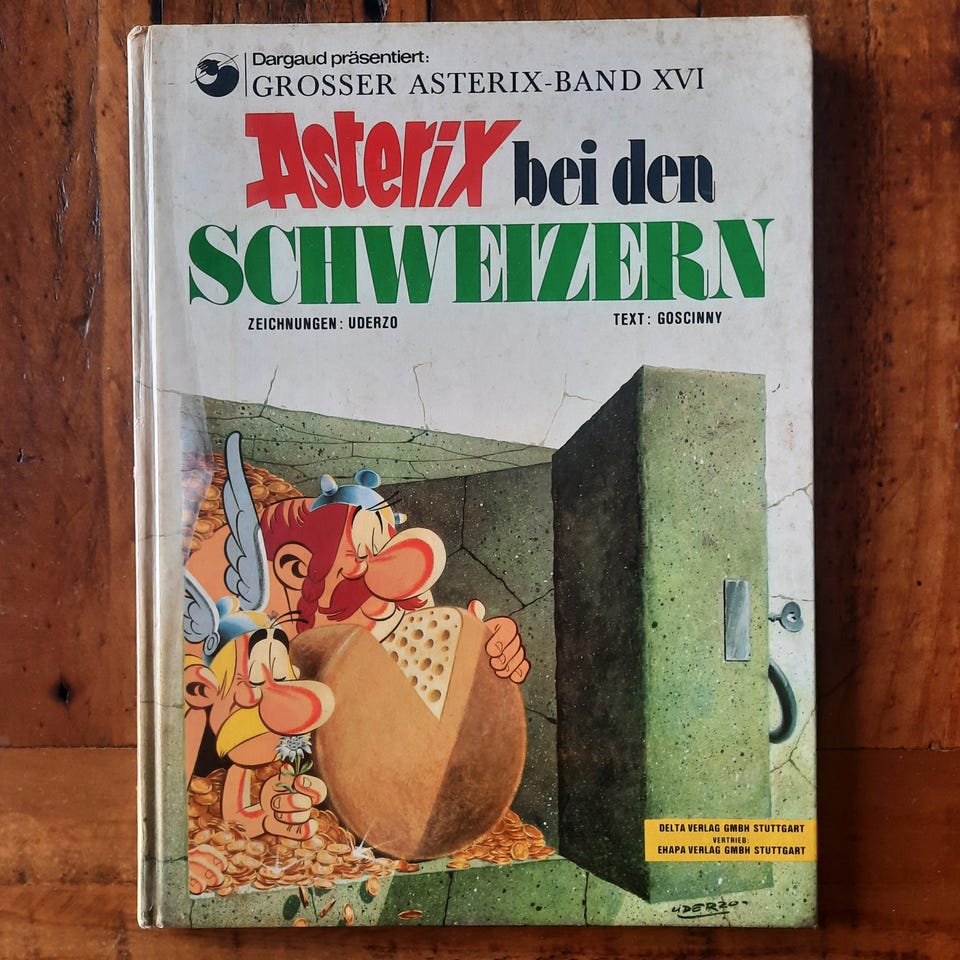 Dargaud präsentiert:
GROSSER ASTERIX-BAND XVI
Asterix bei den
SCHWEIZERN
ZEICHNUNGEN: UDERZO
TEXT: GOSCINNY
DELTA VERLAG GMBH STUTTGART
VERTRIEB:
EHAPA VERLAG GMBH STUTTGART
UDERZO